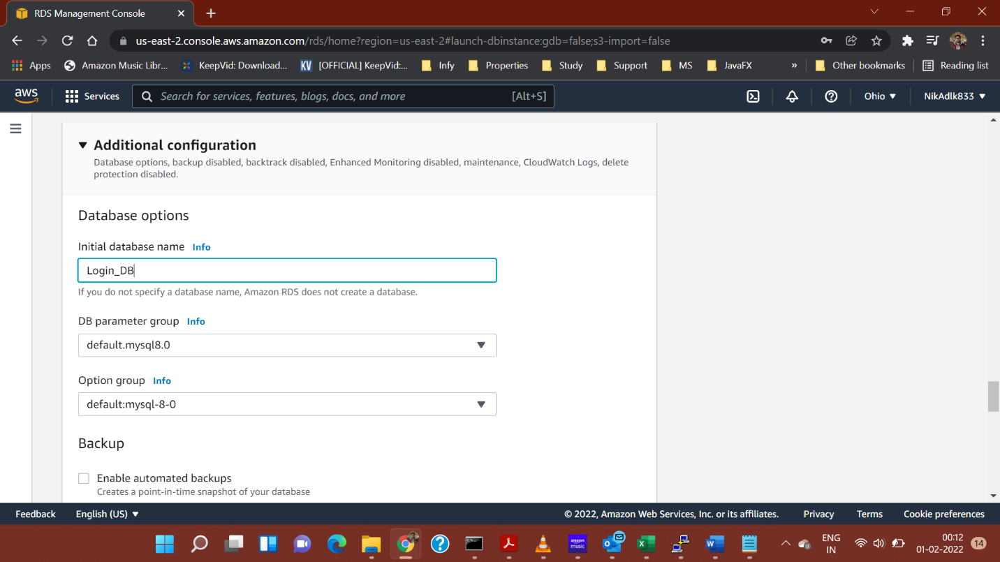 RDS Management Console
us-east-2.console.aws.amazon.com/rds/home?region=us-east-2#launch-dbinstance:gdb=false;s3-import=false
Apps Amazon Music Libr... KeepVid: Download... KV [OFFICIAL] KeepVid:... Infy Properties Study Support MS JavaFX » Other bookmarks Reading list
aws Services Search for services, features, blogs, docs, and more [Alt+S] Ohio NikAdlk833
Additional configuration
Database options, backup disabled, backtrack disabled, Enhanced Monitoring disabled, maintenance, CloudWatch Logs, delete
protection disabled.
Database options
Initial database name Info
Login_DB
If you do not specify a database name, Amazon RDS does not create a database.
DB parameter group Info
default.mysql8.0
Option group Info
default:mysql-8-0
Backup
Enable automated backups
Creates a point-in-time snapshot of your database
Feedback English (US) © 2022, Amazon Web Services, Inc. or its affiliates. Privacy Terms Cookie preferences
amazon music
ENG
IN
00:12
01-02-2022
14